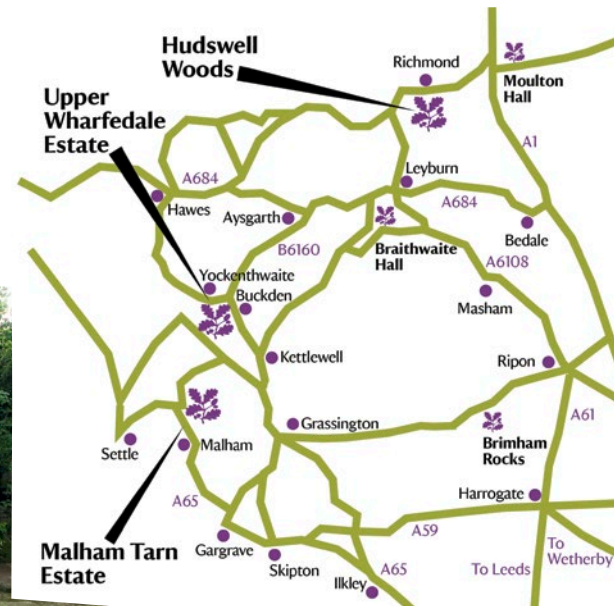 Hudswell
Woods
Richmond
Moulton
Hall
Upper
Wharfedale
Estate
A1
A684
Leyburn
Hawes
A684
Aysgarth
Bedale
B6160
Braithwaite
Hall
A6108
Yockenthwaite
Buckden
Masham
Kettlewell
Ripon
A61
Grassington
Settle
Malham
Brimham
Rocks
A65
Harrogate
A59
Malham Tarn
Estate
Gargrave
Skipton
Ilkley
A65
To Leeds
To
Wetherby